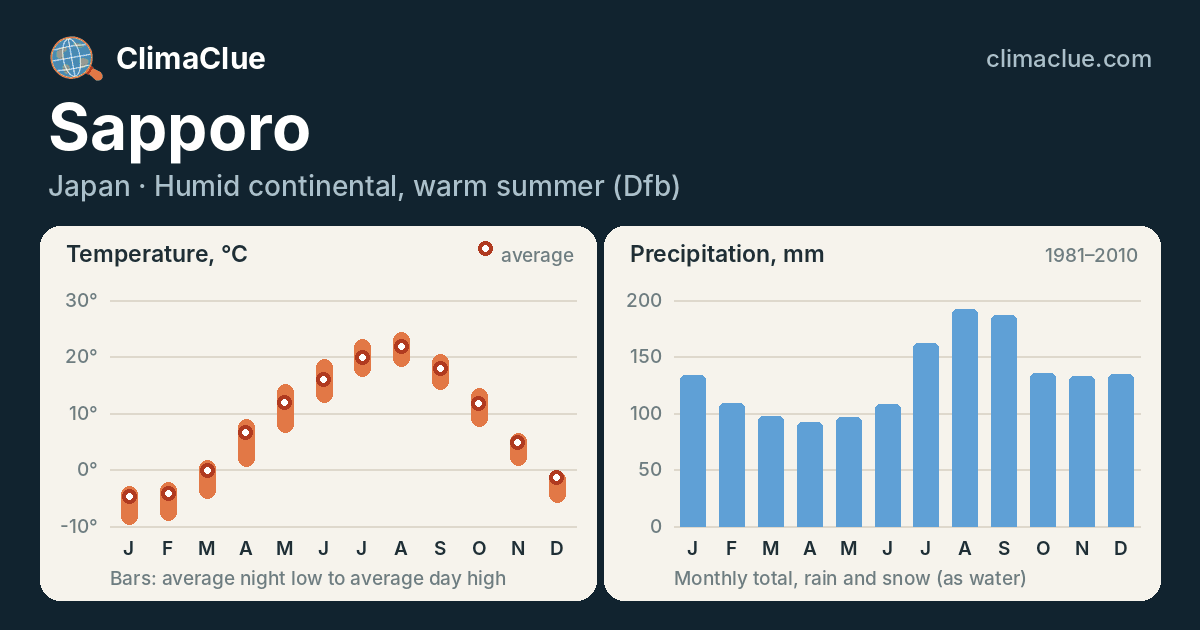 ClimaClue
climaclue.com
Sapporo
Japan · Humid continental, warm summer (Dfb)
Temperature, °C
average
30°
20°
10°
0°
-10°
J F M A M J J A S O N D
Bars: average night low to average day high
Precipitation, mm
1981–2010
200
150
100
50
0
J F M A M J J A S O N D
Monthly total, rain and snow (as water)